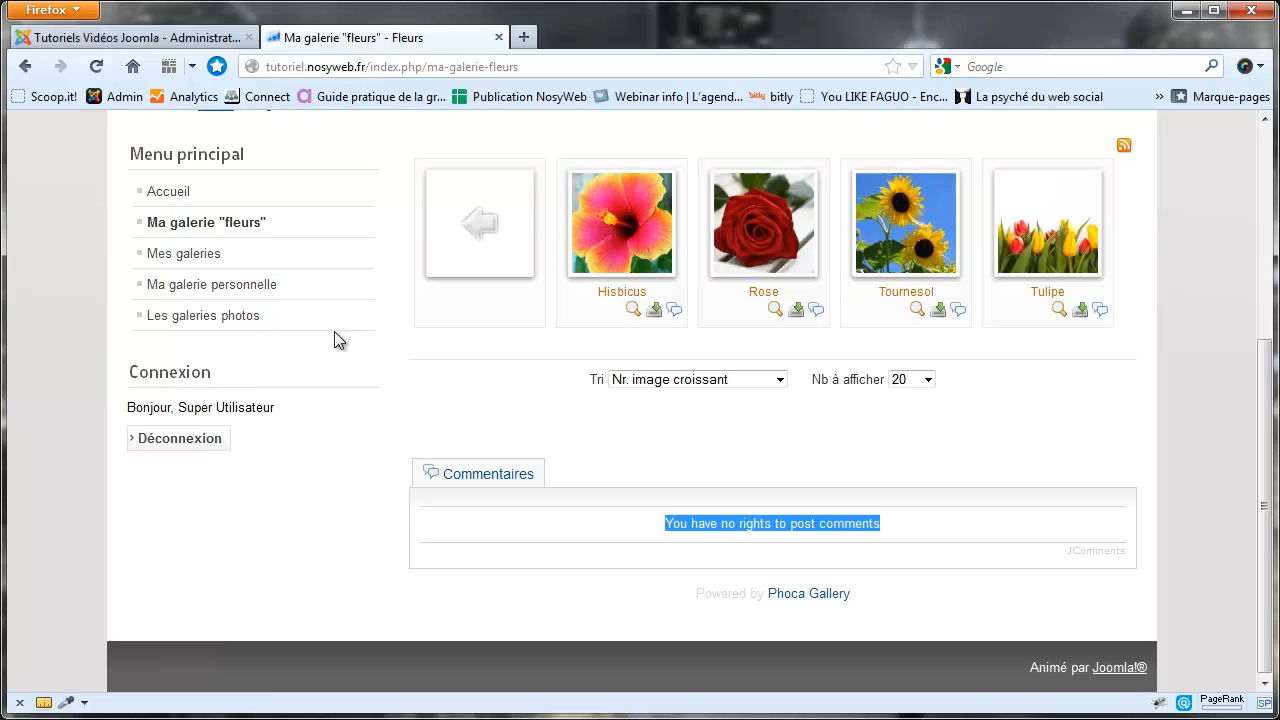 Firefox
Tutoriels Vidéos Joomla - Administrat...
Ma galerie "fleurs" - Fleurs
tutoriel.nosyweb.fr/index.php/ma-galerie-fleurs
Google
Scoop.it!
Admin
Analytics
Connect
Guide pratique de la gr...
Publication NosyWeb
Webinar info | L'agend...
bitly
You LIKE FAGUO - Enc...
La psyché du web social
»
Marque-pages
Menu principal
Accueil
Ma galerie "fleurs"
Mes galeries
Ma galerie personnelle
Les galeries photos
Connexion
Bonjour, Super Utilisateur
Déconnexion
Hisbicus
Rose
Tournesol
Tulipe
Tri Nr. image croissant
Nb à afficher 20
Commentaires
You have no rights to post comments
JComments
Powered by Phoca Gallery
Animé par Joomla!®
PageRank
SP